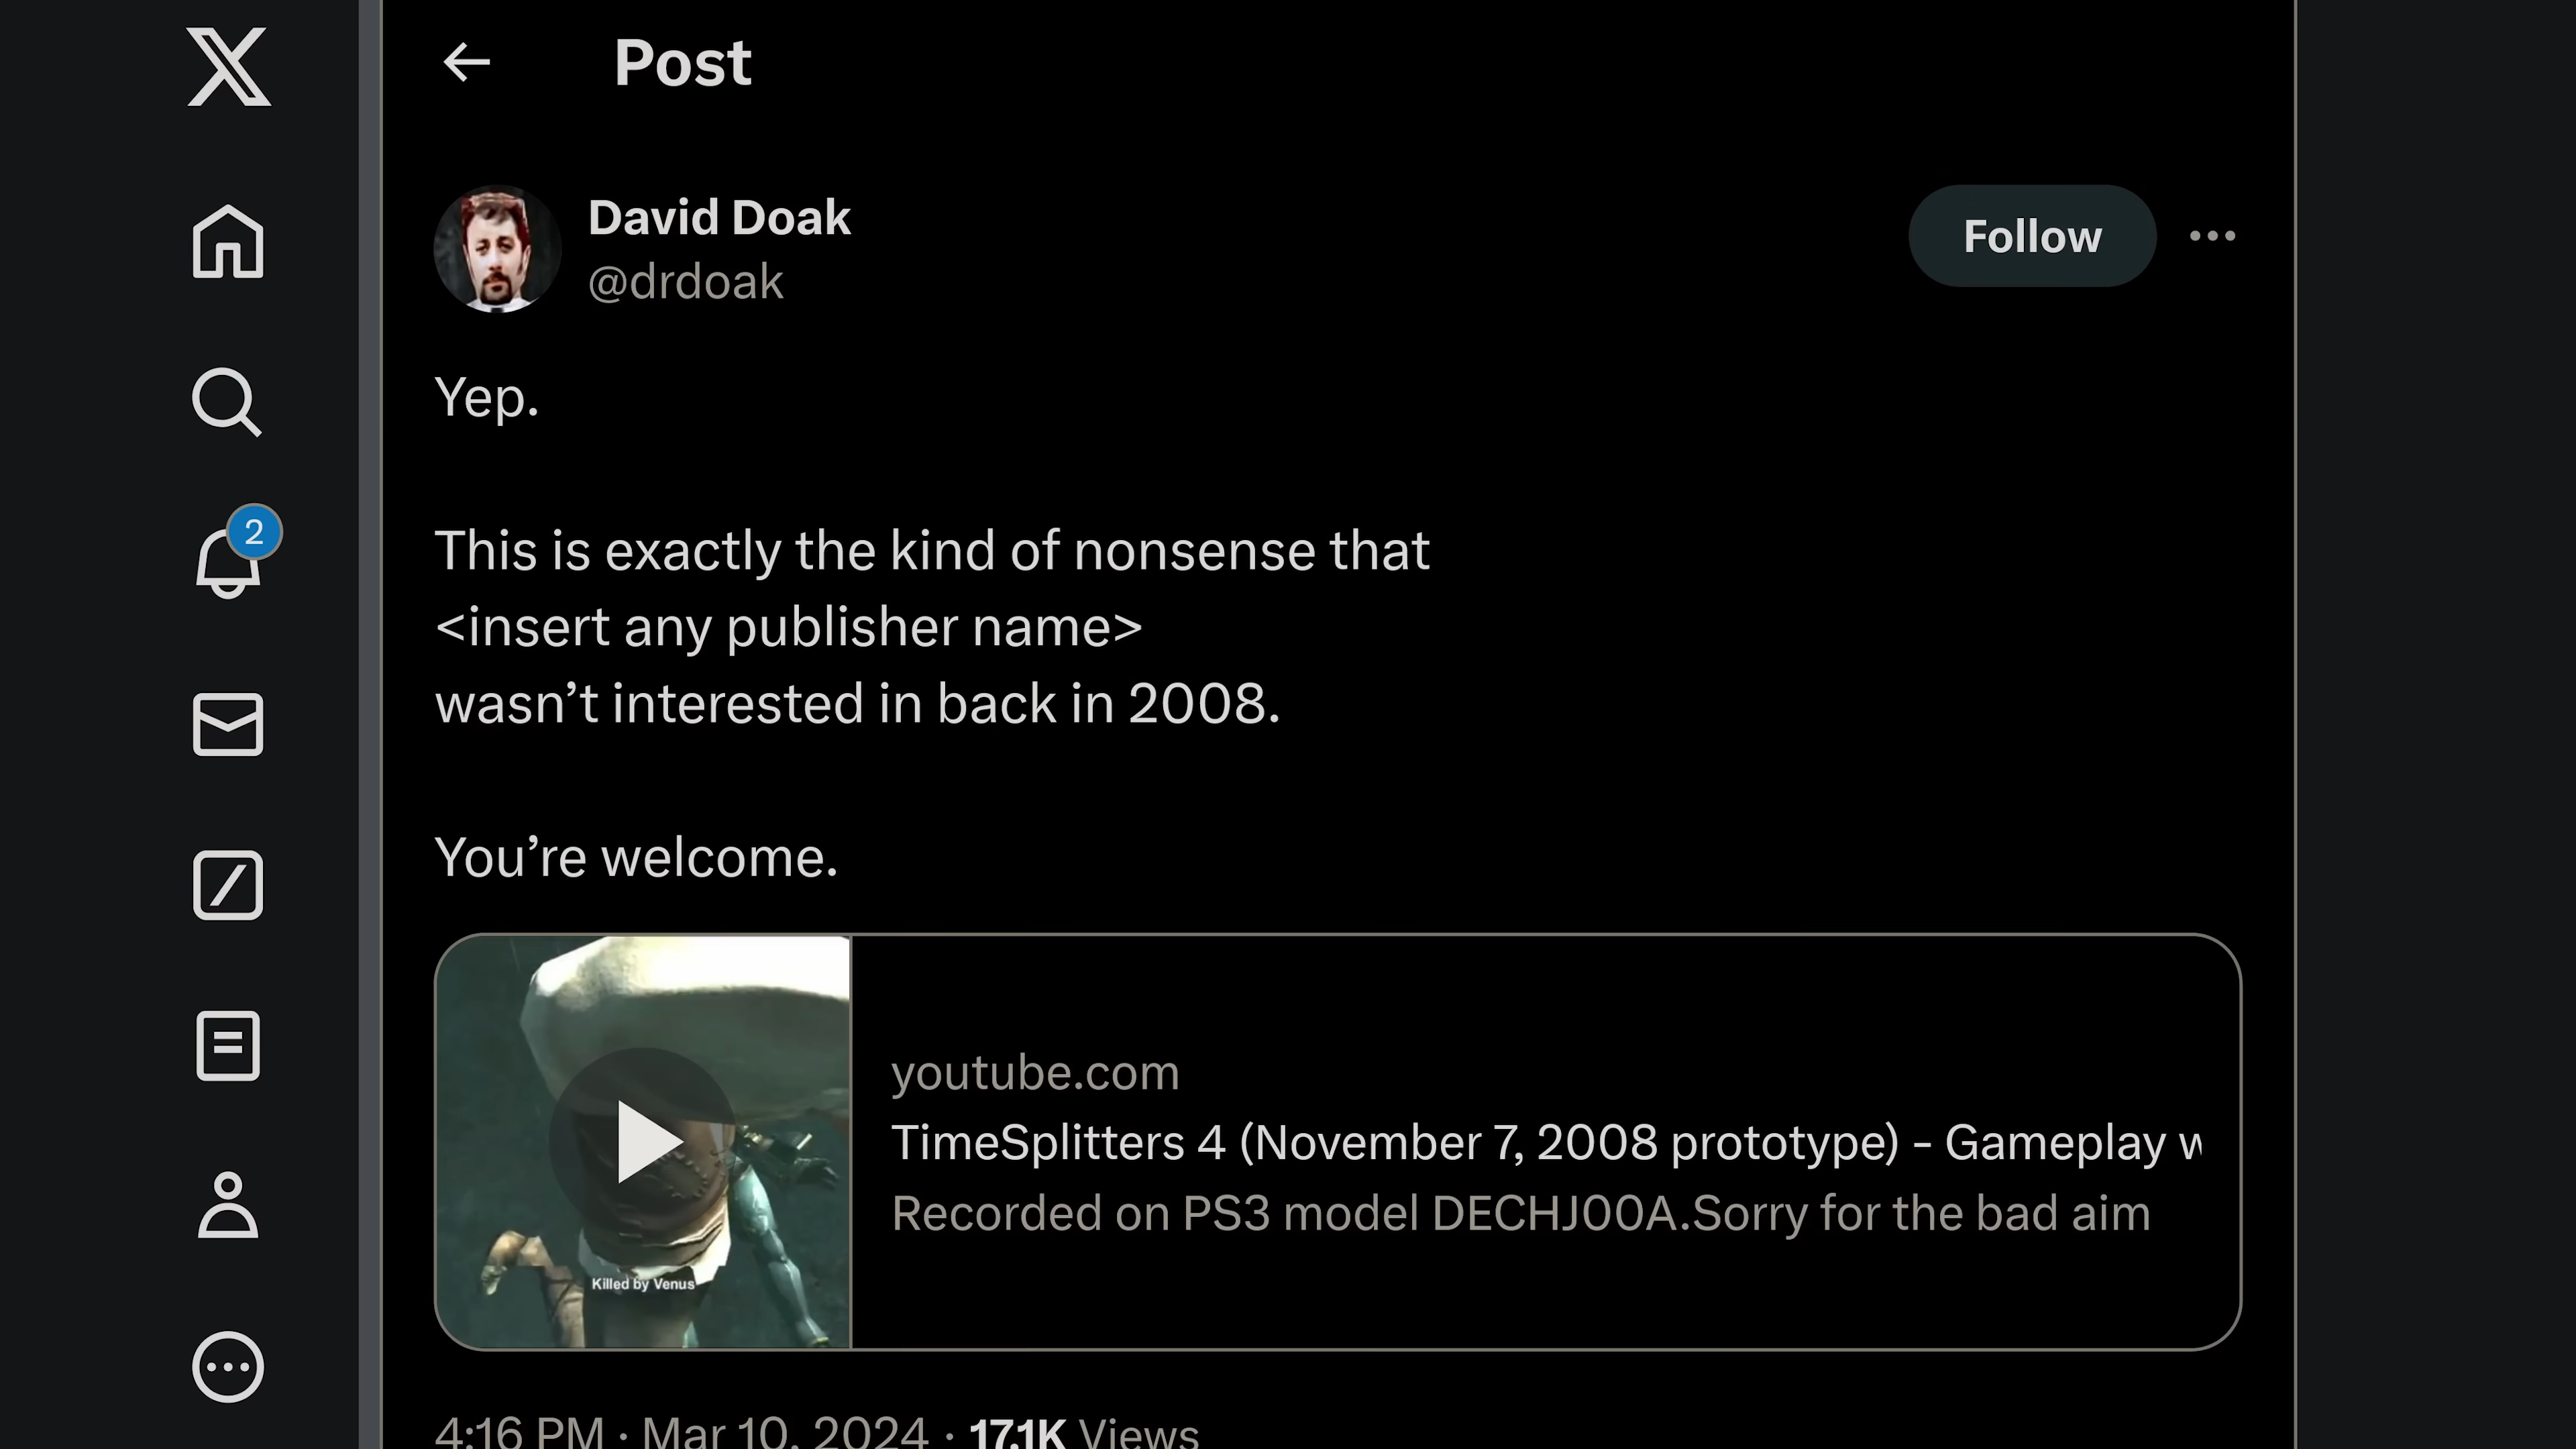 Post
David Doak
@drdoak
Follow
Yep.
2
This is exactly the kind of nonsense that
<insert any publisher name>
wasn’t interested in back in 2008.
You’re welcome.
youtube.com
TimeSplitters 4 (November 7, 2008 prototype) - Gameplay w
Recorded on PS3 model DECHJ00A.Sorry for the bad aim
Killed by Venus
4:16 PM · Mar 10, 2024 · 17.1K Views